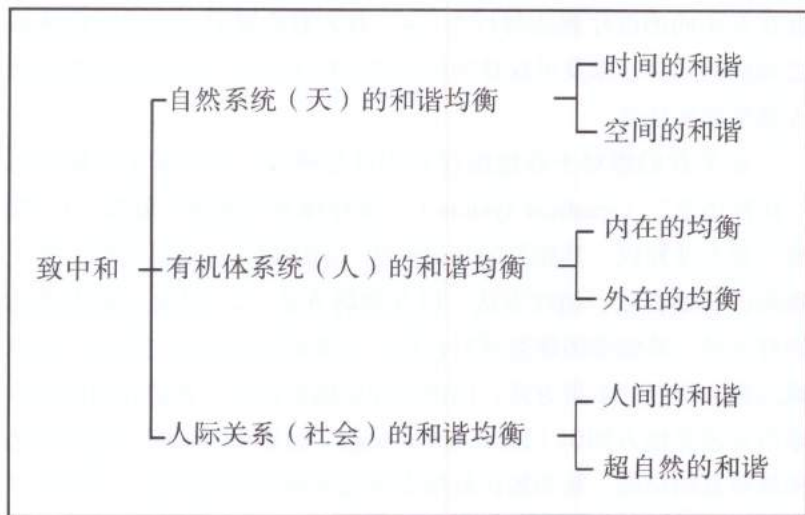 致中和
自然系统（天）的和谐均衡
时间的和谐
空间的和谐
有机体系统（人）的和谐均衡
内在的均衡
外在的均衡
人际关系（社会）的和谐均衡
人间的和谐
超自然的和谐